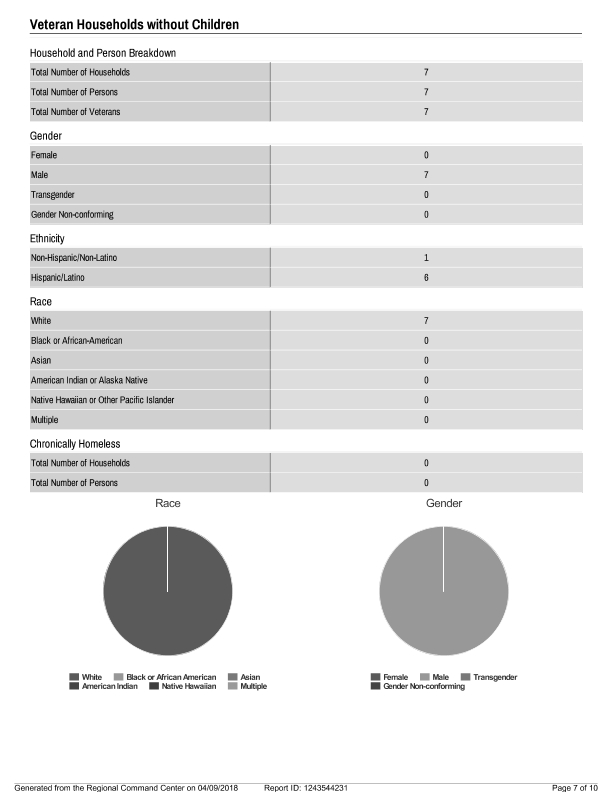 Veteran Households without Children
Household and Person Breakdown
Total Number of Households 7
Total Number of Persons 7
Total Number of Veterans 7
Gender
Female 0
Male 7
Transgender 0
Gender Non-conforming 0
Ethnicity
Non-Hispanic/Non-Latino 1
Hispanic/Latino 6
Race
White 7
Black or African-American 0
Asian 0
American Indian or Alaska Native 0
Native Hawaiian or Other Pacific Islander 0
Multiple 0
Chronically Homeless
Total Number of Households 0
Total Number of Persons 0
Race
White Black or African American Asian
American Indian Native Hawaiian Multiple
Gender
Female Male Transgender
Gender Non-conforming
Generated from the Regional Command Center on 04/09/2018 Report ID: 1243544231 Page 7 of 10